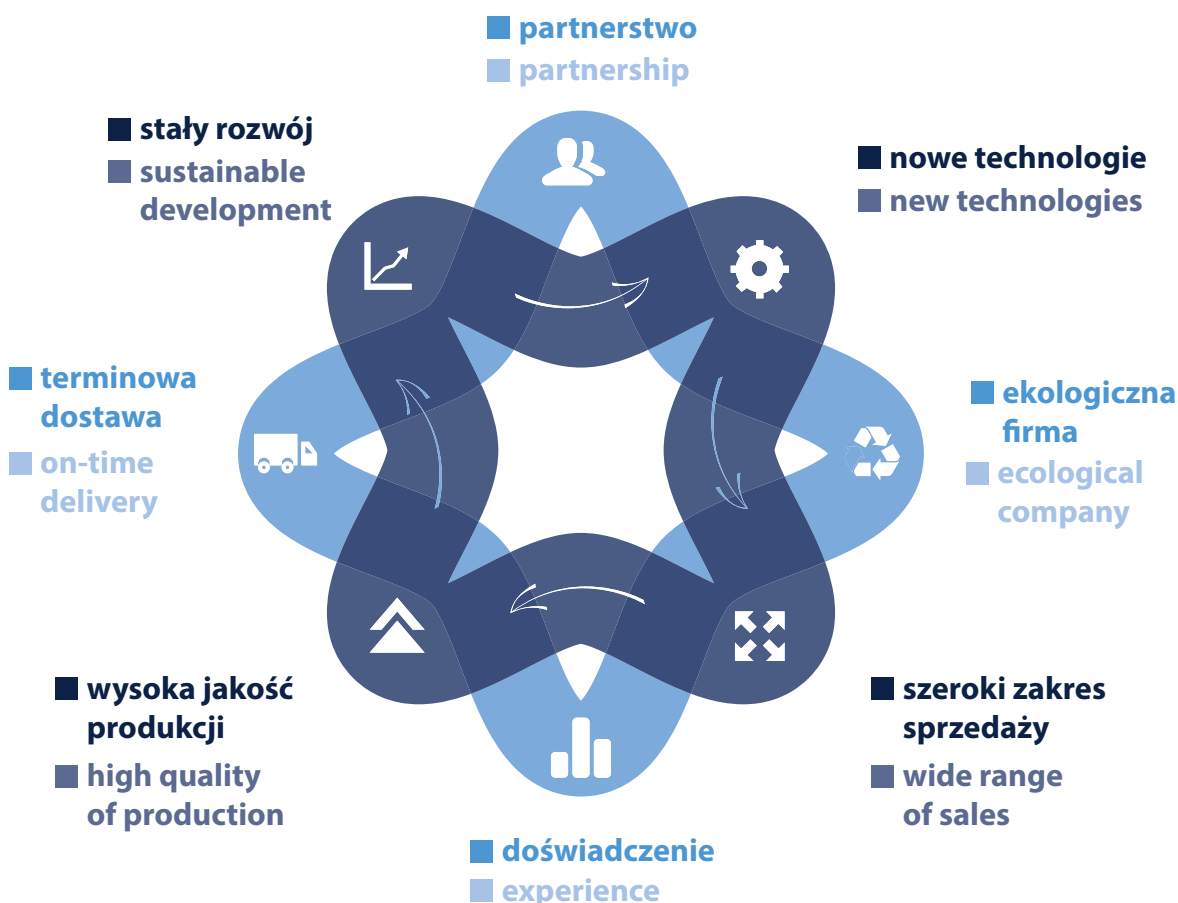 partnerstwo
partnership
stały rozwój
sustainable
development
nowe technologie
new technologies
terminowa
dostawa
on-time
delivery
ekologiczna
firma
ecological
company
wysoka jakość
produkcji
high quality
of production
szeroki zakres
sprzedaży
wide range
of sales
doświadczenie
experience